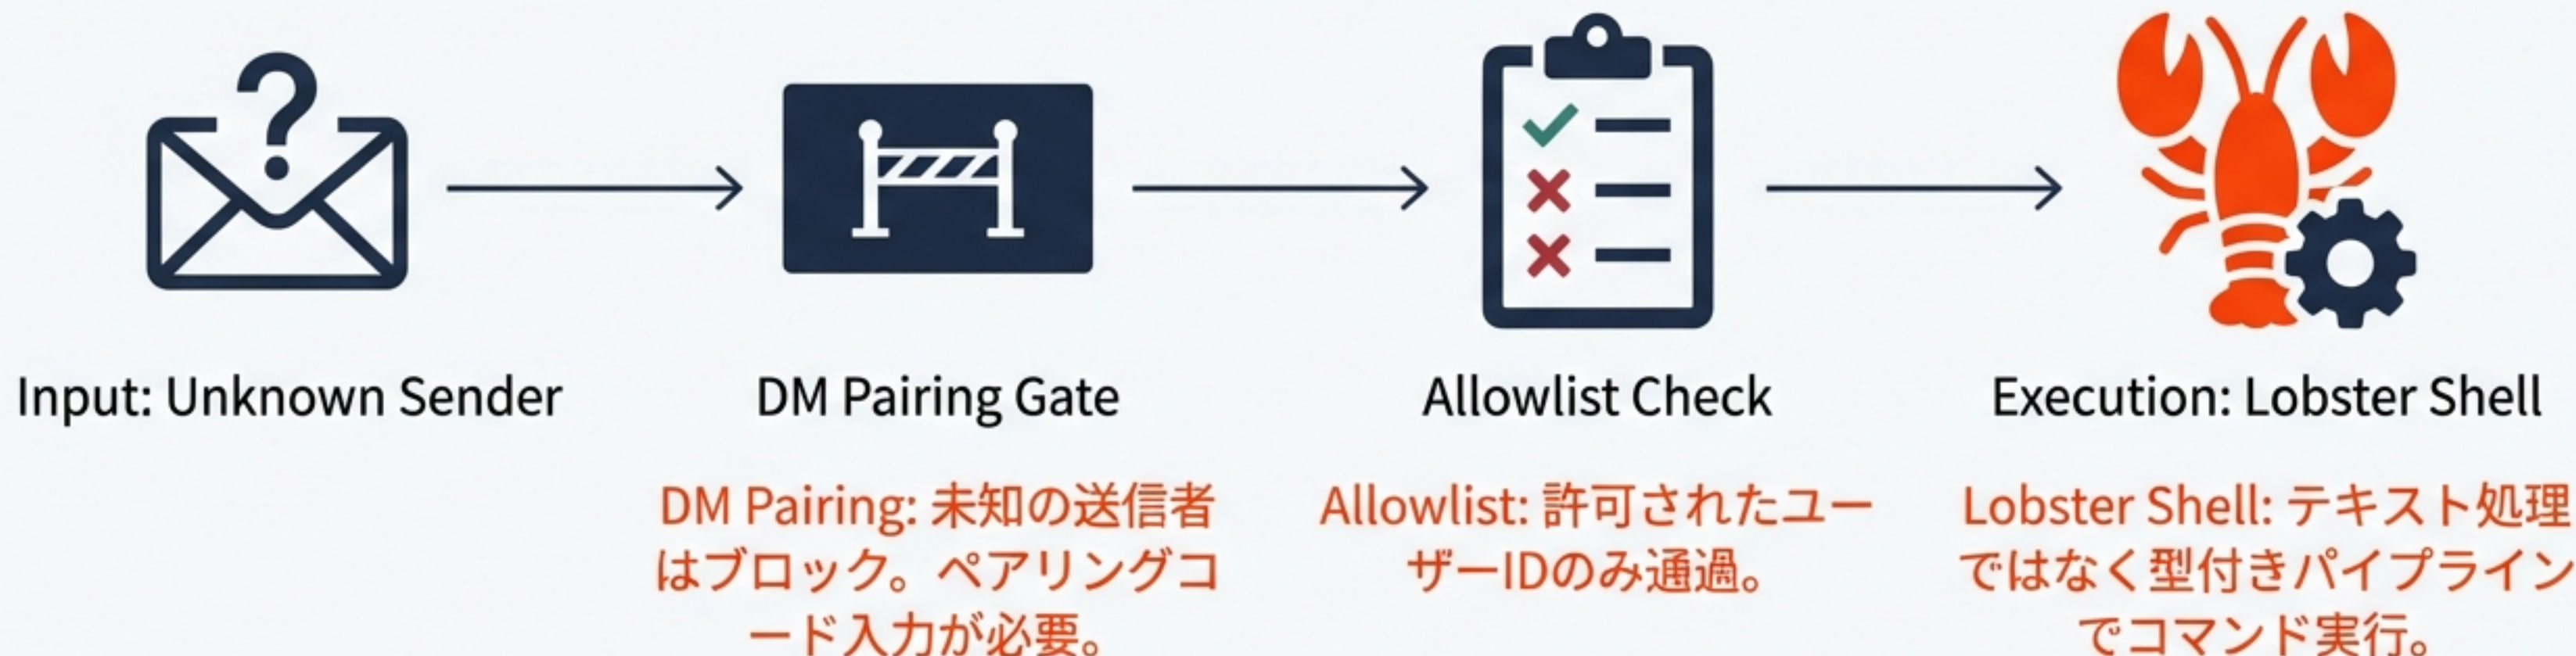 Input: Unknown Sender
DM Pairing Gate
DM Pairing: 未知の送信者
はブロック。ペアリングコ
ード入力が必要。
Allowlist Check
Allowlist: 許可されたユー
ザーIDのみ通過。
Execution: Lobster Shell
Lobster Shell: テキスト処理
ではなく型付きパイプライン
でコマンド実行。